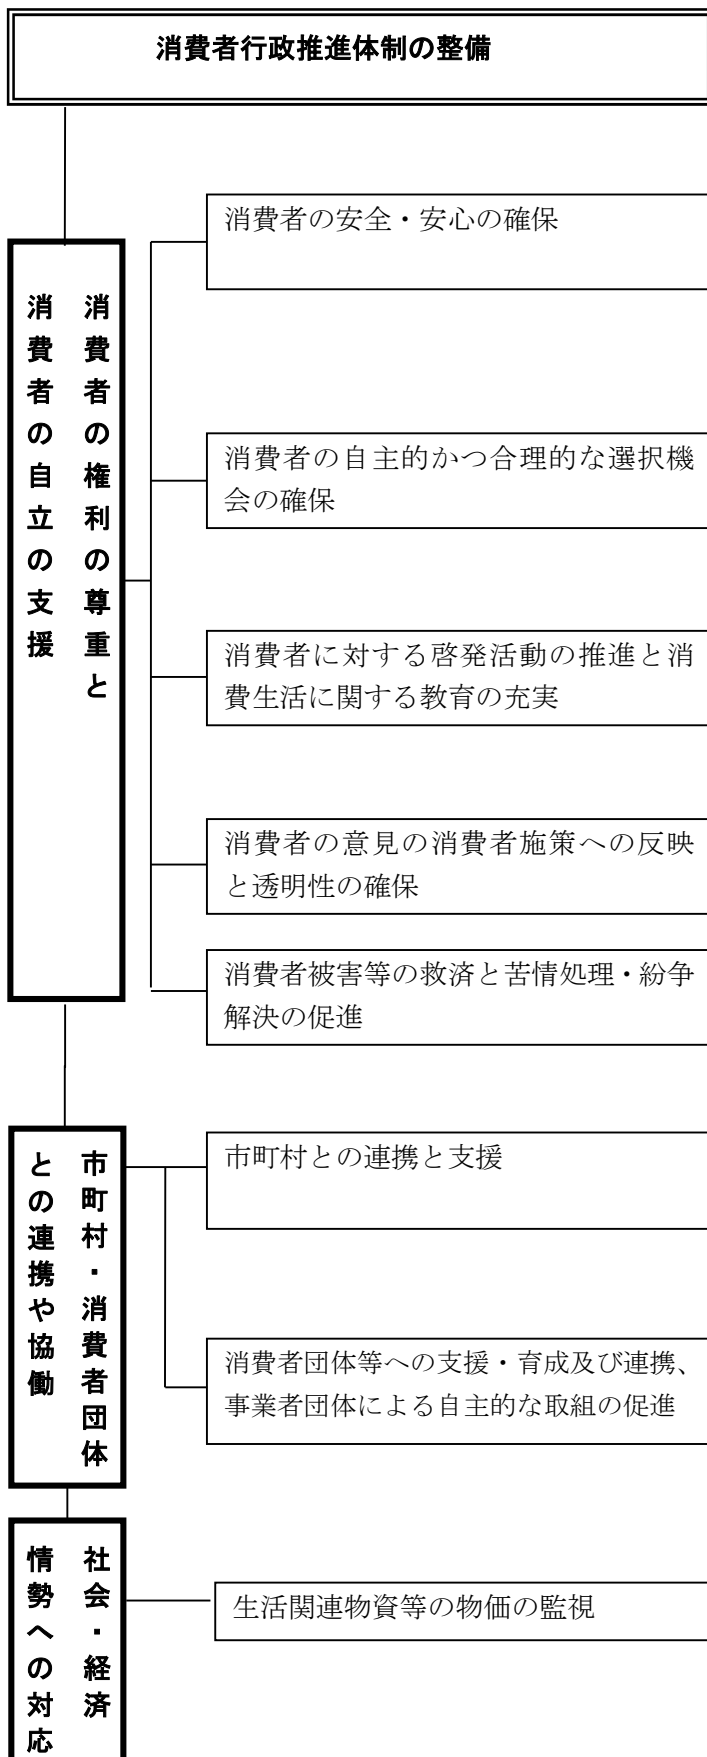 消費者行政推進体制の整備
消費者の権利の尊重と
消費者の自立の支援
消費者の安全・安心の確保
消費者の自主的かつ合理的な選択機
会の確保
消費者に対する啓発活動の推進と消
費生活に関する教育の充実
消費者の意見の消費者施策への反映
と透明性の確保
消費者被害等の救済と苦情処理・紛争
解決の促進
市町村・消費者団体
との連携や協働
市町村との連携と支援
消費者団体等への支援・育成及び連携、
事業者団体による自主的な取組の促進
社会・経済
情勢への対応
生活関連物資等の物価の監視